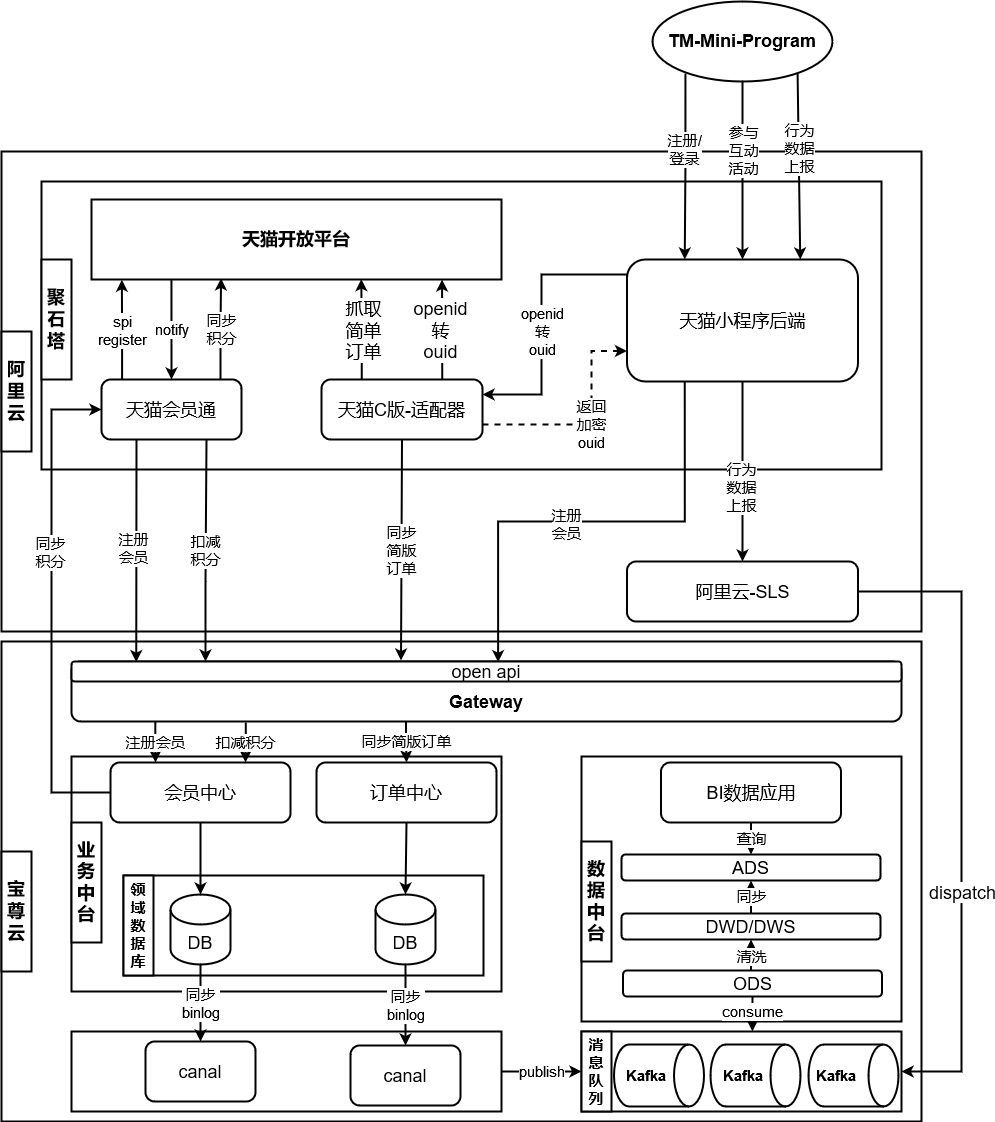 TM-Mini-Program
注册/
登录
参与
互动
活动
行为
数据
上报
天猫开放平台
聚
石
塔
阿
里
云
spi
register
notify
同步
积分
抓取
简单
订单
openid
转
ouid
openid
转
ouid
天猫小程序后端
天猫会员通
天猫C版-适配器
返回
加密
ouid
同步
积分
注册
会员
扣减
积分
同步
简版
订单
注册
会员
行为
数据
上报
阿里云-SLS
open api
Gateway
注册会员
扣减积分
同步简版订单
会员中心
订单中心
BI数据应用
查询
ADS
同步
DWD/DWS
清洗
ODS
consume
业
务
中
台
数
据
中
台
宝
尊
云
领
域
数
据
库
DB
DB
dispatch
同步
binlog
同步
binlog
canal
canal
publish
消
息
队
列
Kafka
Kafka
Kafka